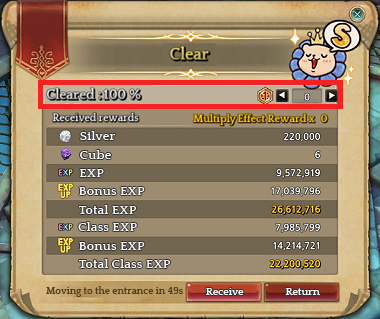 Clear
S
Cleared :100 %
0
Received rewards Multiply Effect Reward x 0
Silver 220,000
Cube 6
EXP EXP 9,572,919
EXP UP Bonus EXP 17,039,796
Total EXP 26,612,716
EXP Class EXP 7,985,799
EXP UP Bonus EXP 14,214,721
Total Class EXP 22,200,520
Moving to the entrance in 49s Receive Return